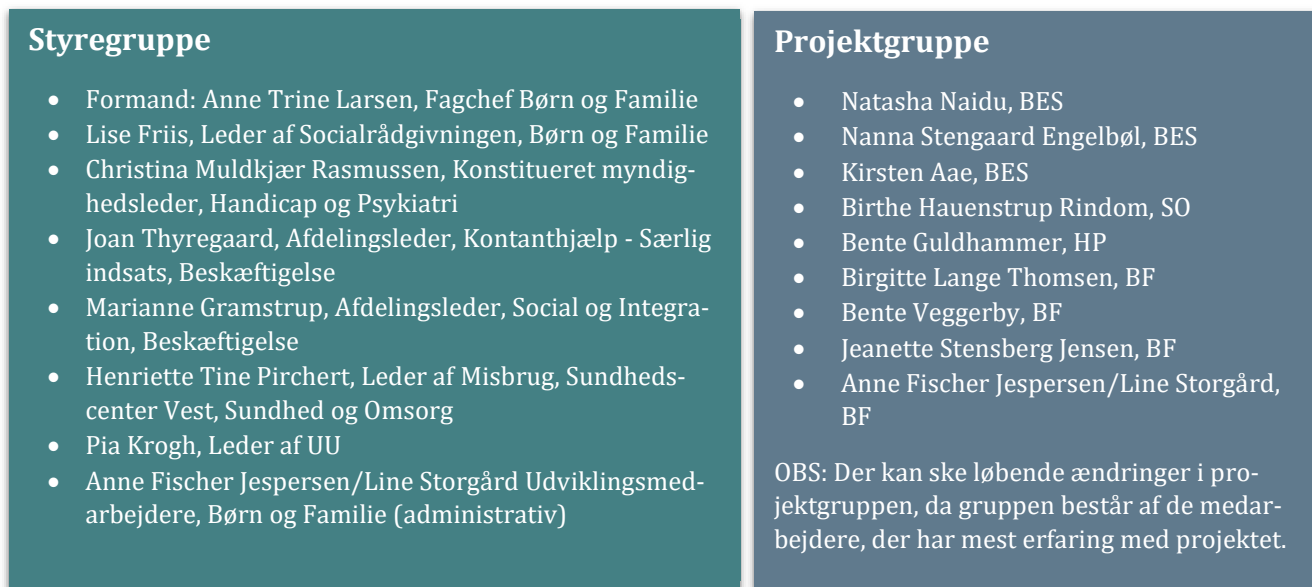 Styregruppe
• Formand: Anne Trine Larsen, Fagchef Børn og Familie
• Lise Friis, Leder af Socialrådgivningen, Børn og Familie
• Christina Muldkjær Rasmussen, Konstitueret myndig-
hedsleder, Handicap og Psykiatri
• Joan Thyregaard, Afdelingsleder, Kontanthjælp - Særlig
indsats, Beskæftigelse
• Marianne Gramstrup, Afdelingsleder, Social og Integra-
tion, Beskæftigelse
• Henriette Tine Pirchert, Leder af Misbrug, Sundheds-
center Vest, Sundhed og Omsorg
• Pia Krogh, Leder af UU
• Anne Fischer Jespersen/Line Storgård Udviklingsmed-
arbejdere, Børn og Familie (administrativ)
Projektgruppe
• Natasha Naidu, BES
• Nanna Stengaard Engelbøl, BES
• Kirsten Aae, BES
• Birthe Hauenstrup Rindom, SO
• Bente Guldhammer, HP
• Birgitte Lange Thomsen, BF
• Bente Veggerby, BF
• Jeanette Stensberg Jensen, BF
• Anne Fischer Jespersen/Line Storgård,
BF
OBS: Der kan ske løbende ændringer i pro-
jektgruppen, da gruppen består af de medar-
bejdere, der har mest erfaring med projektet.